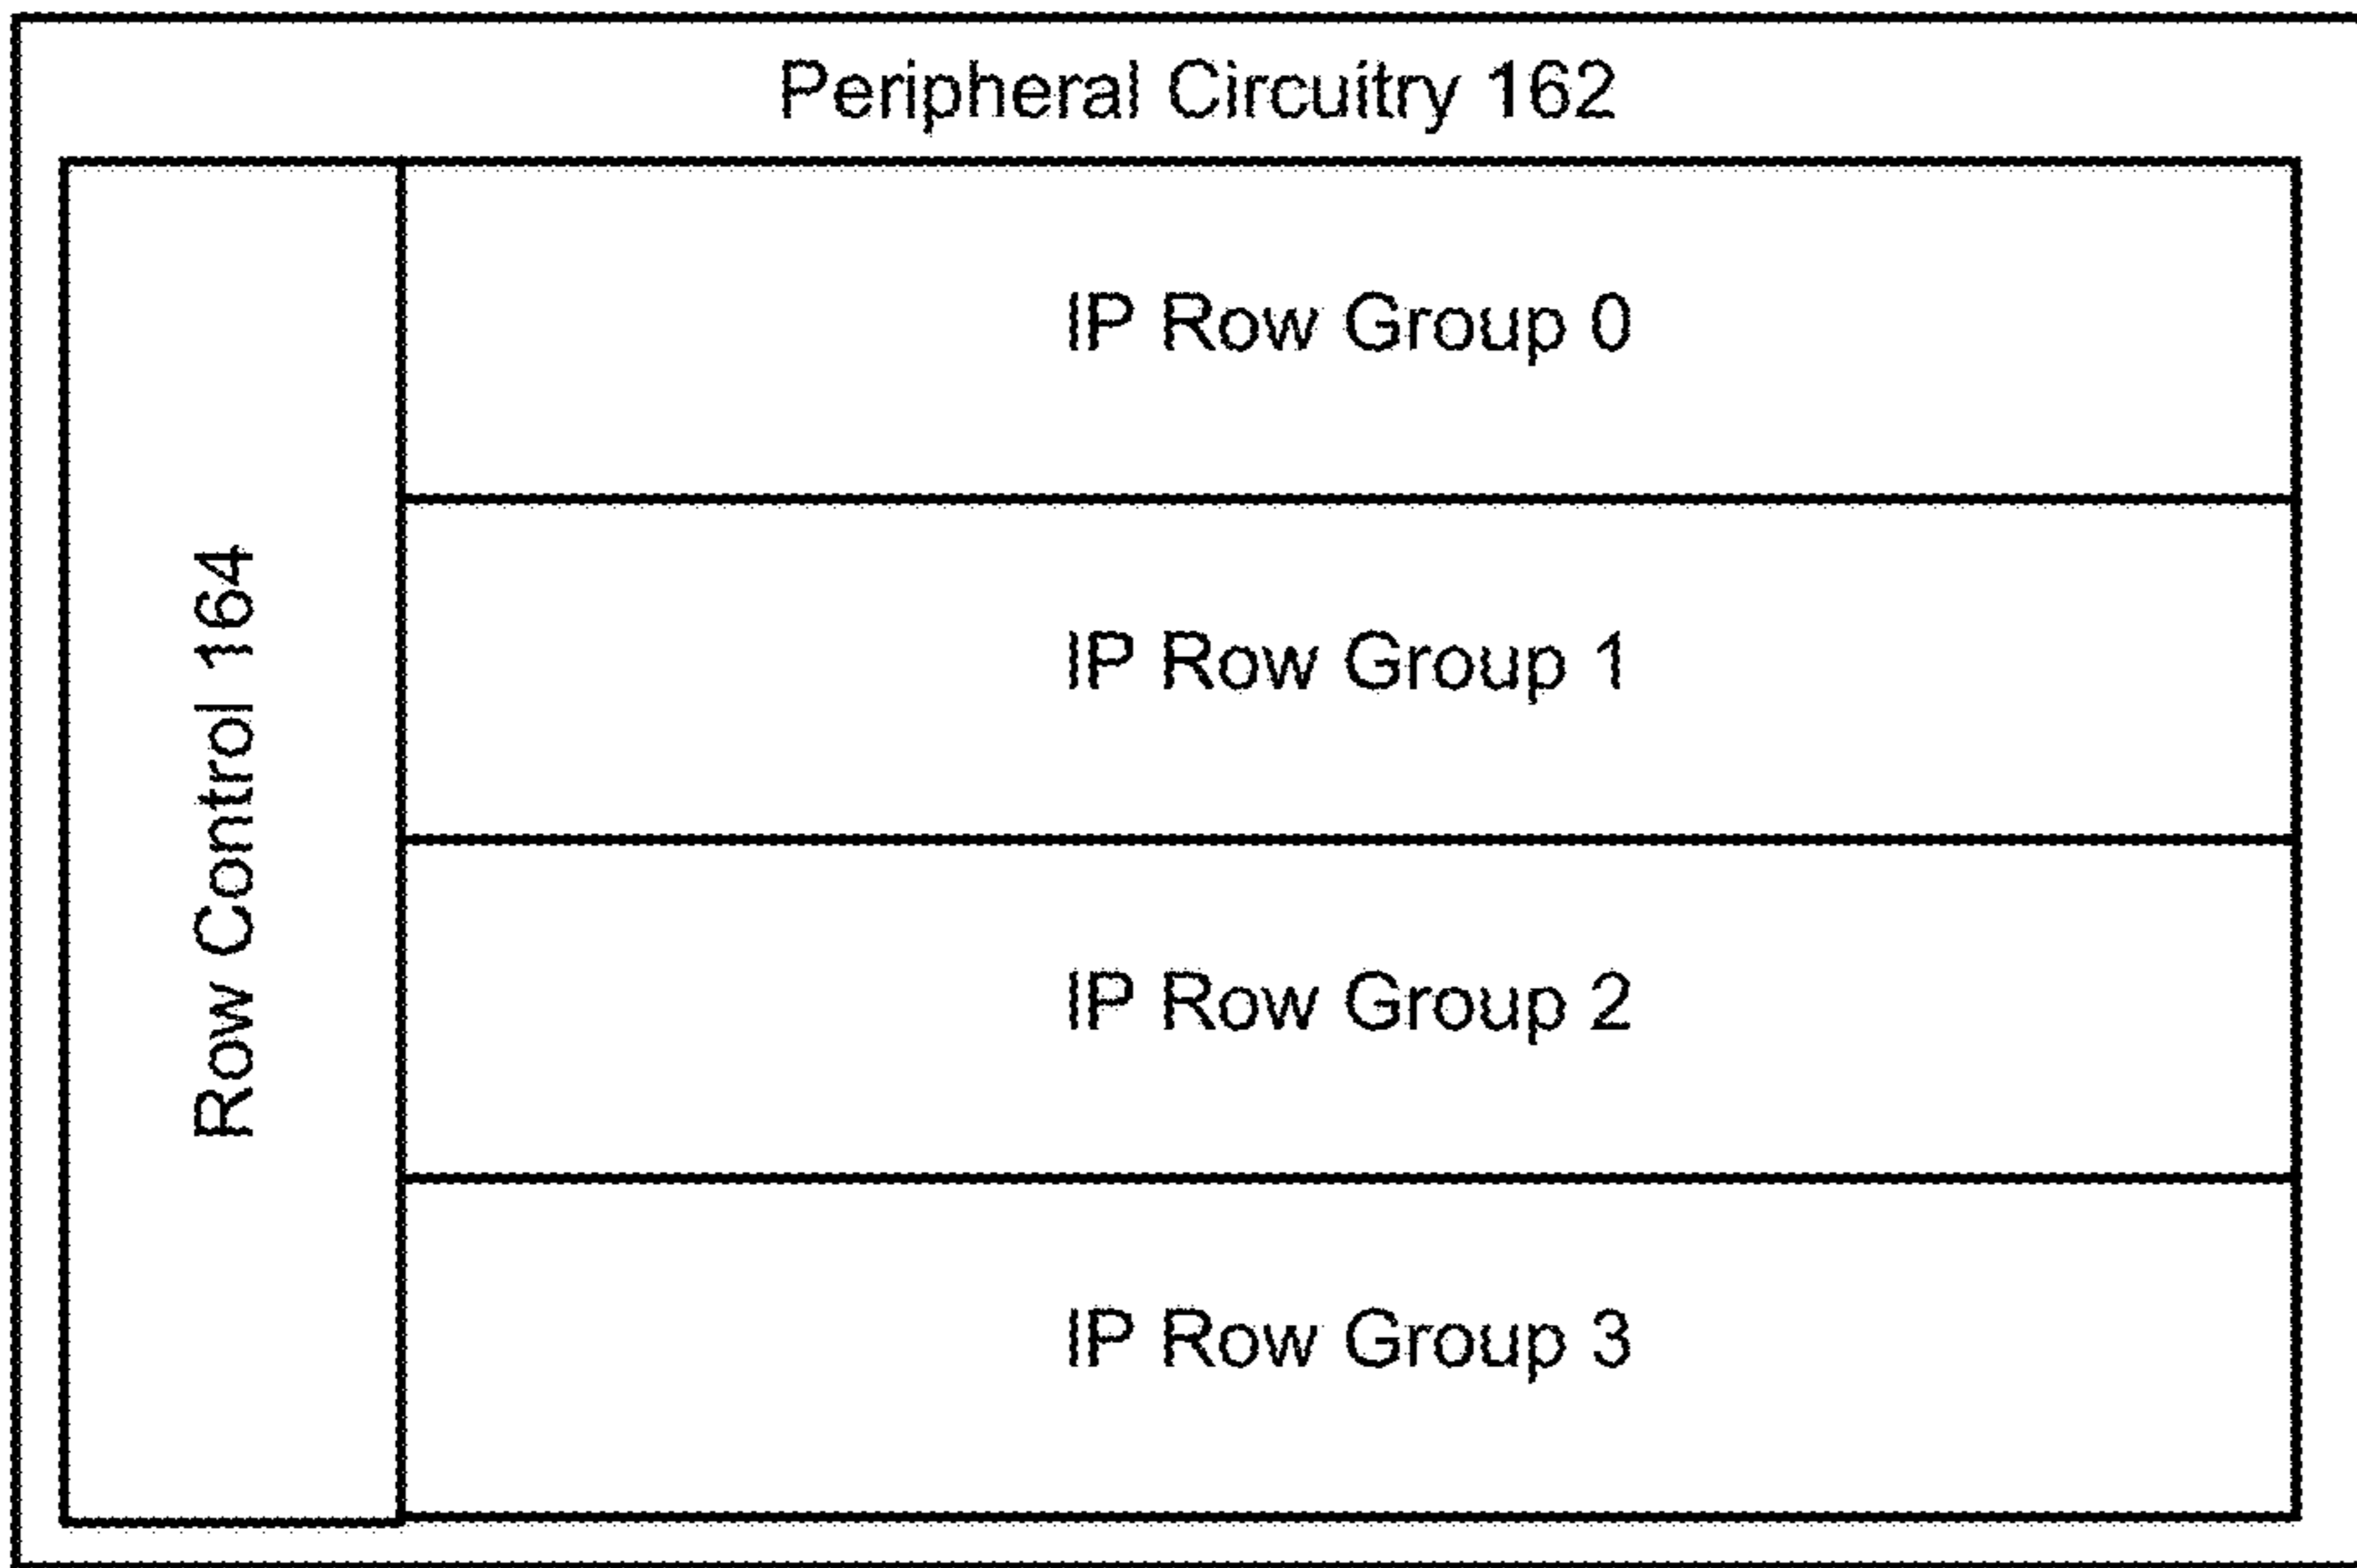 Peripheral Circuitry 162
Row Control 164
IP Row Group 0
IP Row Group 1
IP Row Group 2
IP Row Group 3